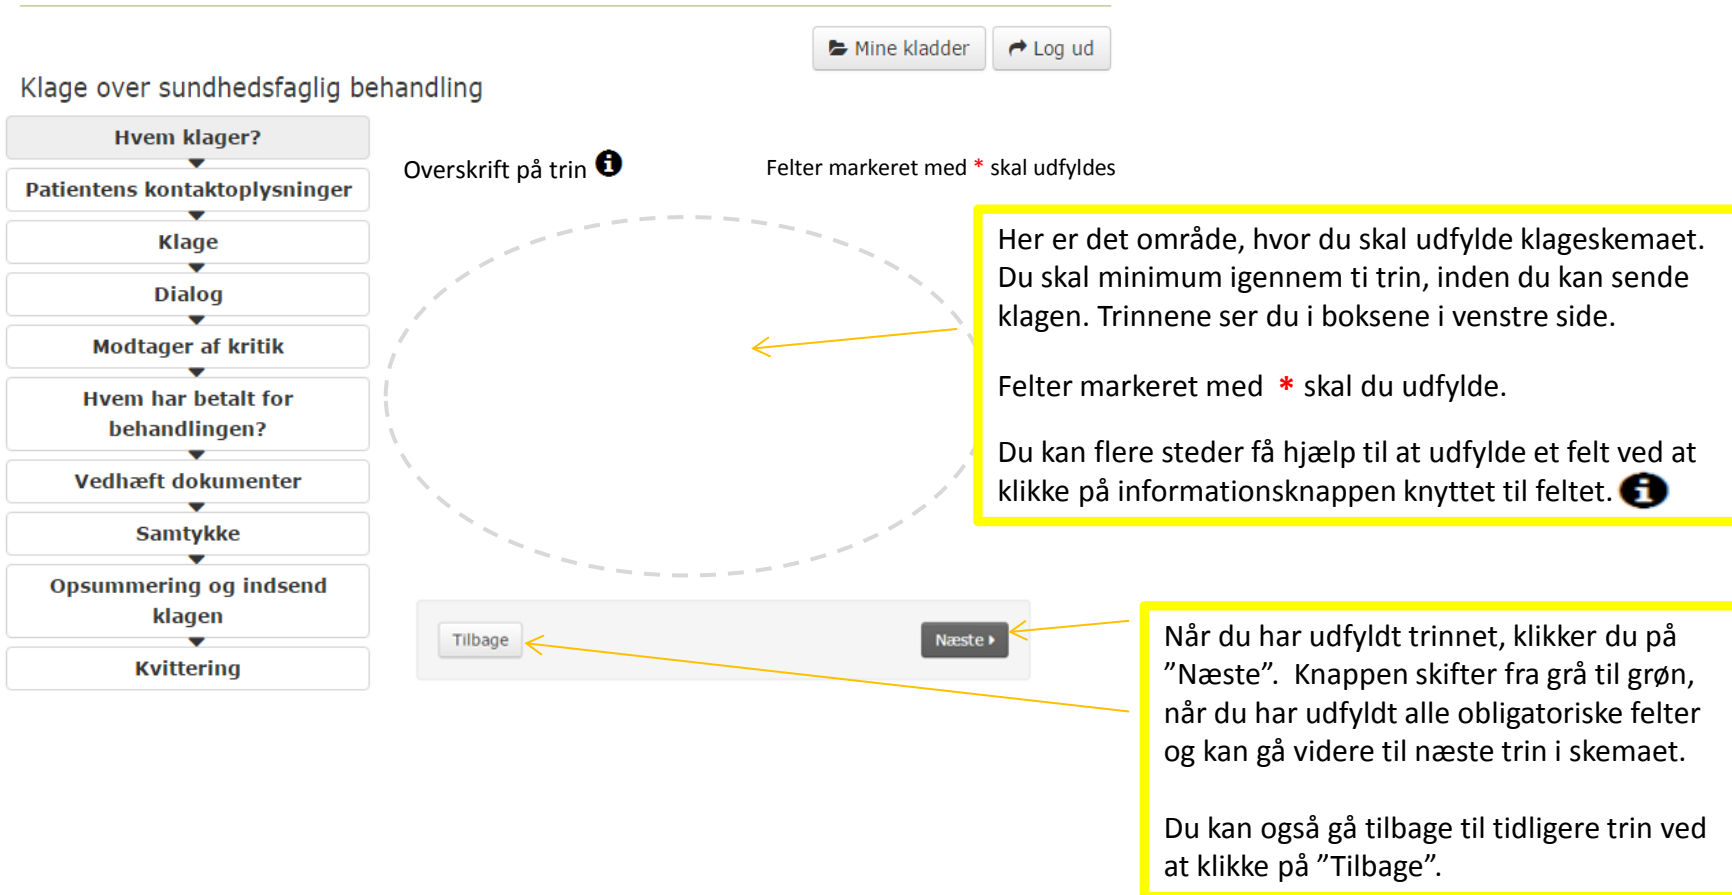 Mine kladder
Log ud
Klage over sundhedsfaglig behandling
Hvem klager?
Patientens kontaktoplysninger
Klage
Dialog
Modtager af kritik
Hvem har betalt for
behandlingen?
Vedhæft dokumenter
Samtykke
Opsummering og indsend
klagen
Kvittering
Overskrift på trin
Felter markeret med * skal udfyldes
Her er det område, hvor du skal udfylde klageskemaet.
Du skal minimum igennem ti trin, inden du kan sende
klagen. Trinnene ser du i boksene i venstre side.
Felter markeret med * skal du udfylde.
Du kan flere steder få hjælp til at udfylde et felt ved at
klikke på informationsknappen knyttet til feltet.
Tilbage
Næste
Når du har udfyldt trinnet, klikker du på
”Næste”. Knappen skifter fra grå til grøn,
når du har udfyldt alle obligatoriske felter
og kan gå videre til næste trin i skemaet.
Du kan også gå tilbage til tidligere trin ved
at klikke på ”Tilbage”.